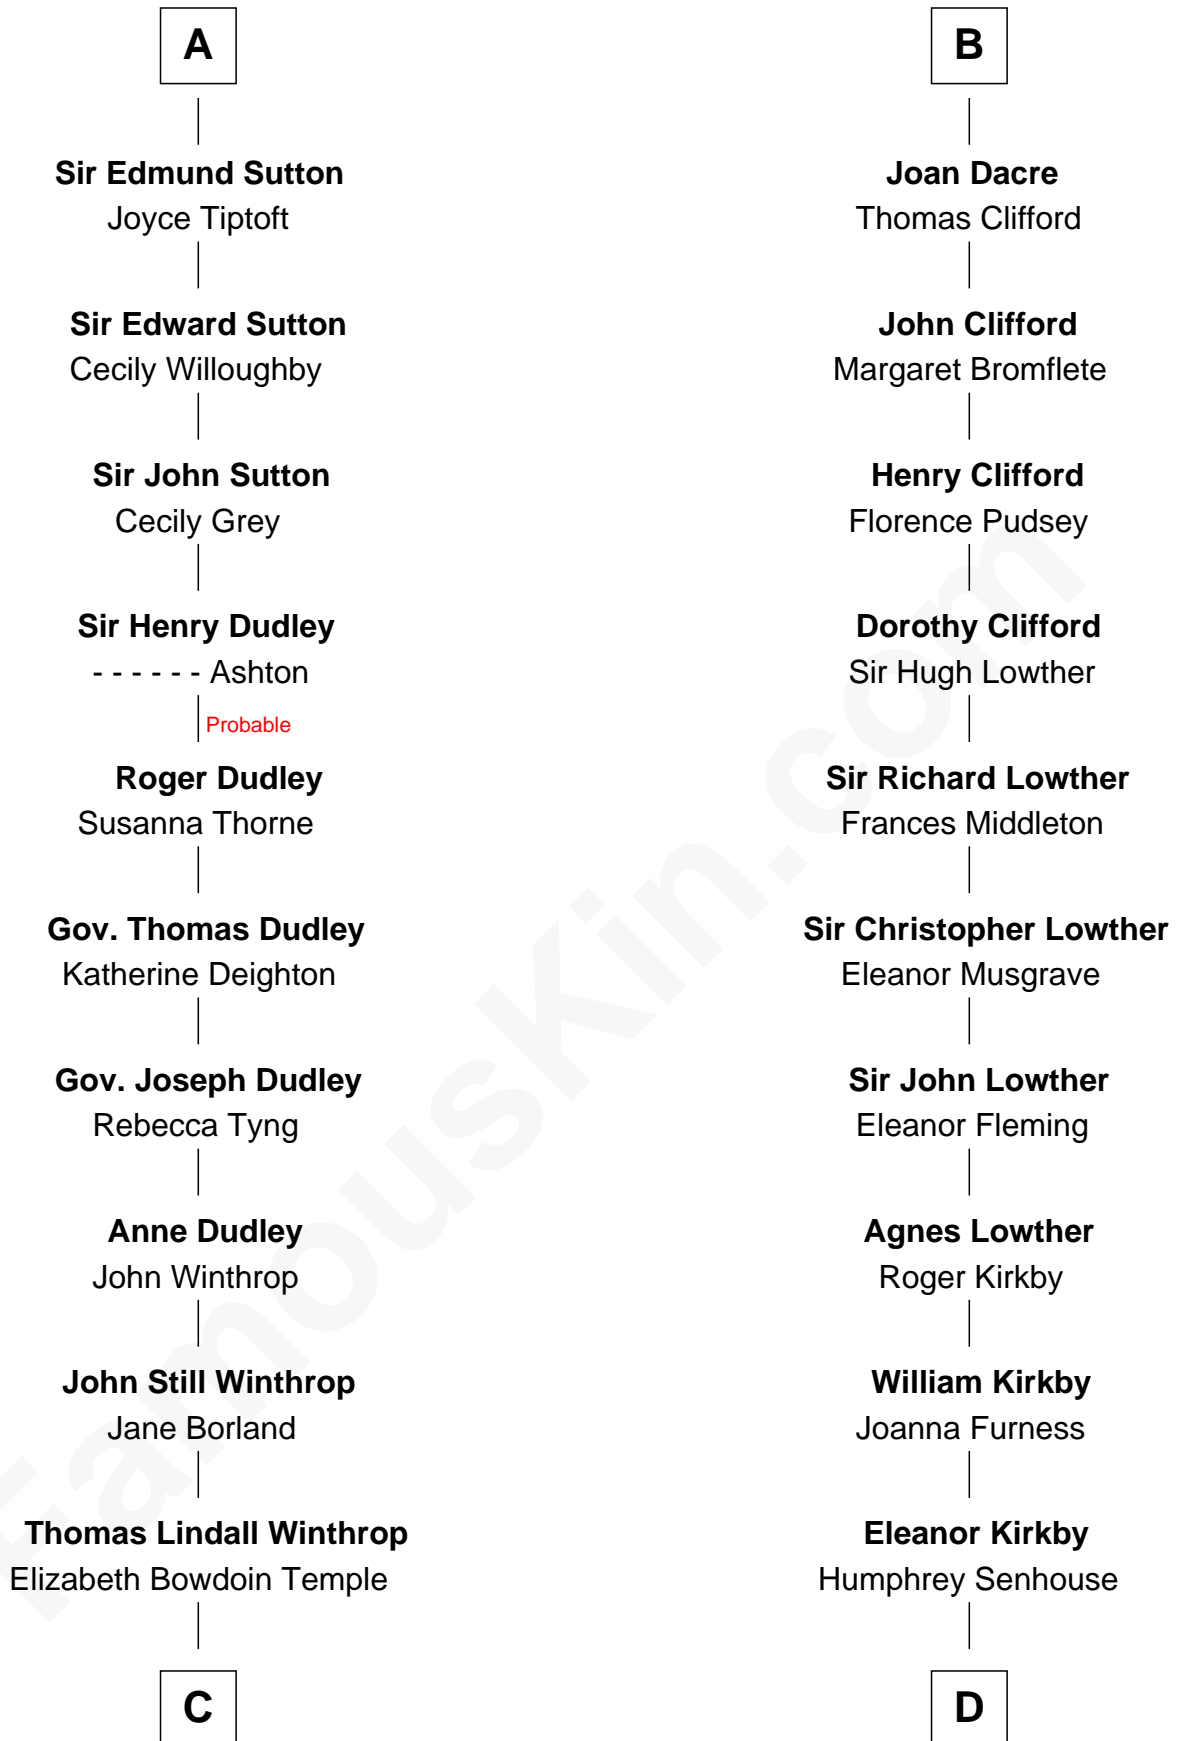 A
Sir Edmund Sutton
Joyce Tiptoft
Sir Edward Sutton
Cecily Willoughby
Sir John Sutton
Cecily Grey
Sir Henry Dudley
- - - - - - Ashton
Probable
Roger Dudley
Susanna Thorne
Gov. Thomas Dudley
Katherine Deighton
Gov. Joseph Dudley
Rebecca Tyng
Anne Dudley
John Winthrop
John Still Winthrop
Jane Borland
Thomas Lindall Winthrop
Elizabeth Bowdoin Temple
C
B
Joan Dacre
Thomas Clifford
John Clifford
Margaret Bromflete
Henry Clifford
Florence Pudsey
Dorothy Clifford
Sir Hugh Lowther
Sir Richard Lowther
Frances Middleton
Sir Christopher Lowther
Eleanor Musgrave
Sir John Lowther
Eleanor Fleming
Agnes Lowther
Roger Kirkby
William Kirkby
Joanna Furness
Eleanor Kirkby
Humphrey Senhouse
D
FamousKin.com